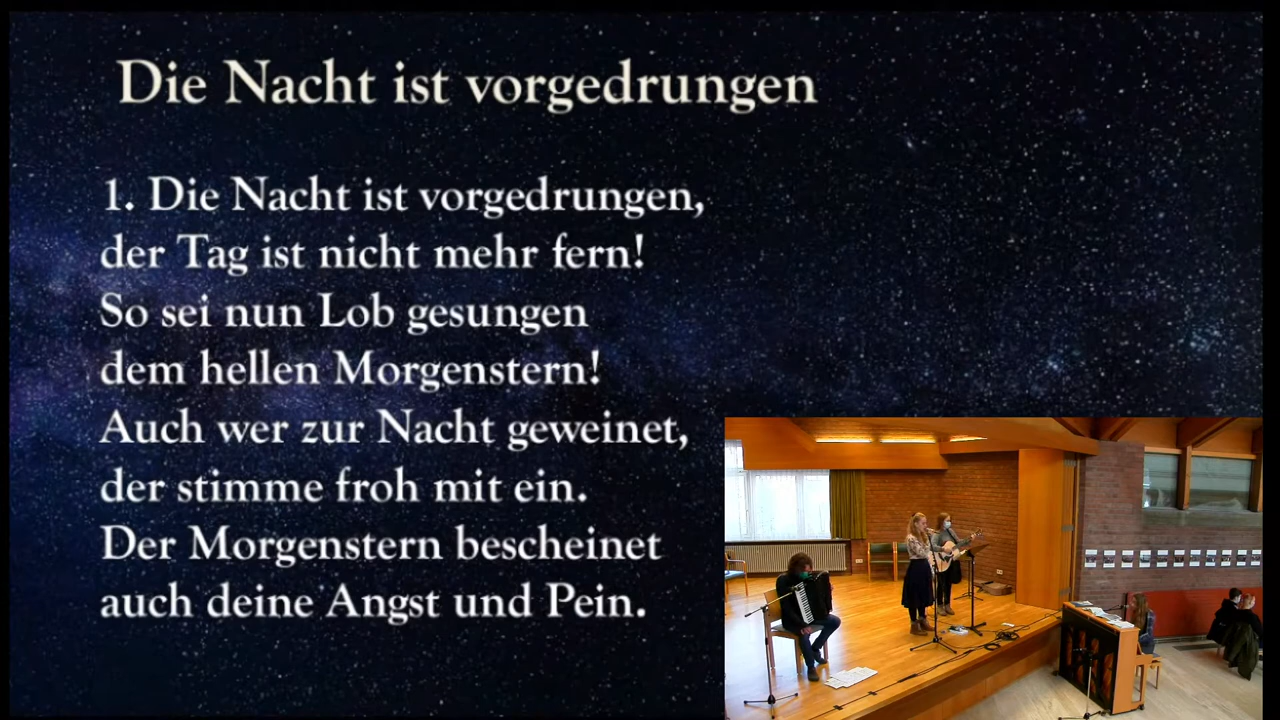 Die Nacht ist vorgedrungen
1. Die Nacht ist vorgedrungen,
der Tag ist nicht mehr fern!
So sei nun Lob gesungen
dem hellen Morgenstern!
Auch wer zur Nacht geweinet,
der stimme froh mit ein.
Der Morgenstern bescheinet
auch deine Angst und Pein.